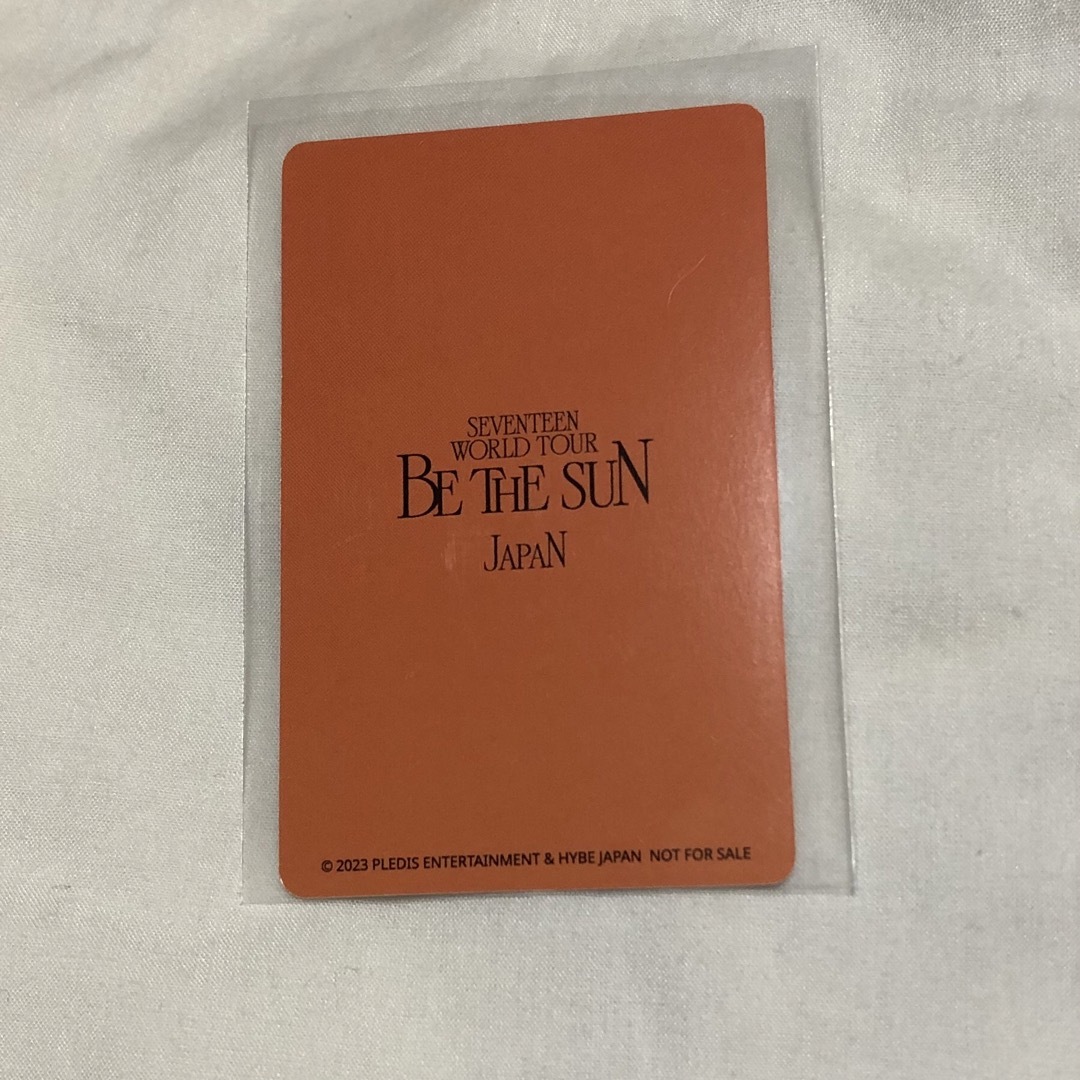 SEVENTEEN
WORLD TOUR
BE THE SUN
JAPAN
© 2023 PLEDIS ENTERTAINMENT & HYBE JAPAN NOT FOR SALE